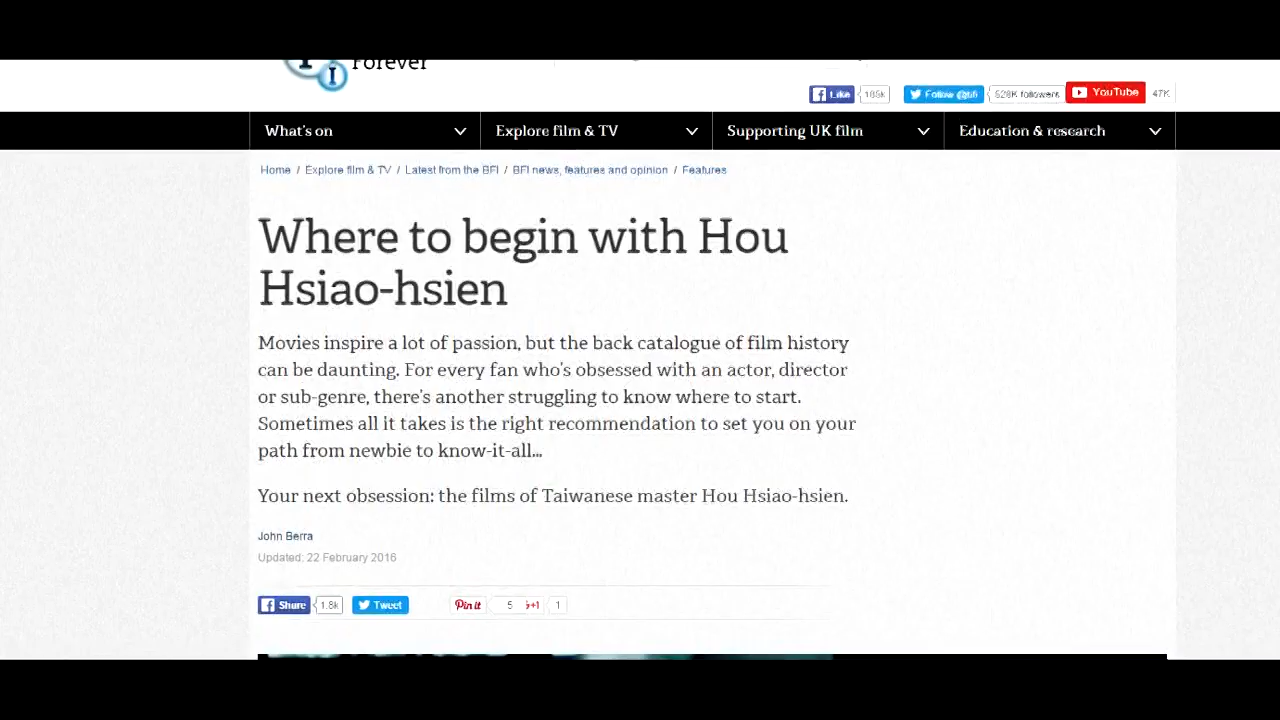 Forever
Like 185k Follow @bfi 528K followers YouTube 47K
What's on Explore film & TV Supporting UK film Education & research
Home / Explore film & TV / Latest from the BFI / BFI news, features and opinion / Features
Where to begin with Hou
Hsiao-hsien
Movies inspire a lot of passion, but the back catalogue of film history
can be daunting. For every fan who's obsessed with an actor, director
or sub-genre, there's another struggling to know where to start.
Sometimes all it takes is the right recommendation to set you on your
path from newbie to know-it-all...
Your next obsession: the films of Taiwanese master Hou Hsiao-hsien.
John Berra
Updated: 22 February 2016
Share 1.8k Tweet Pin it 5 +1 1